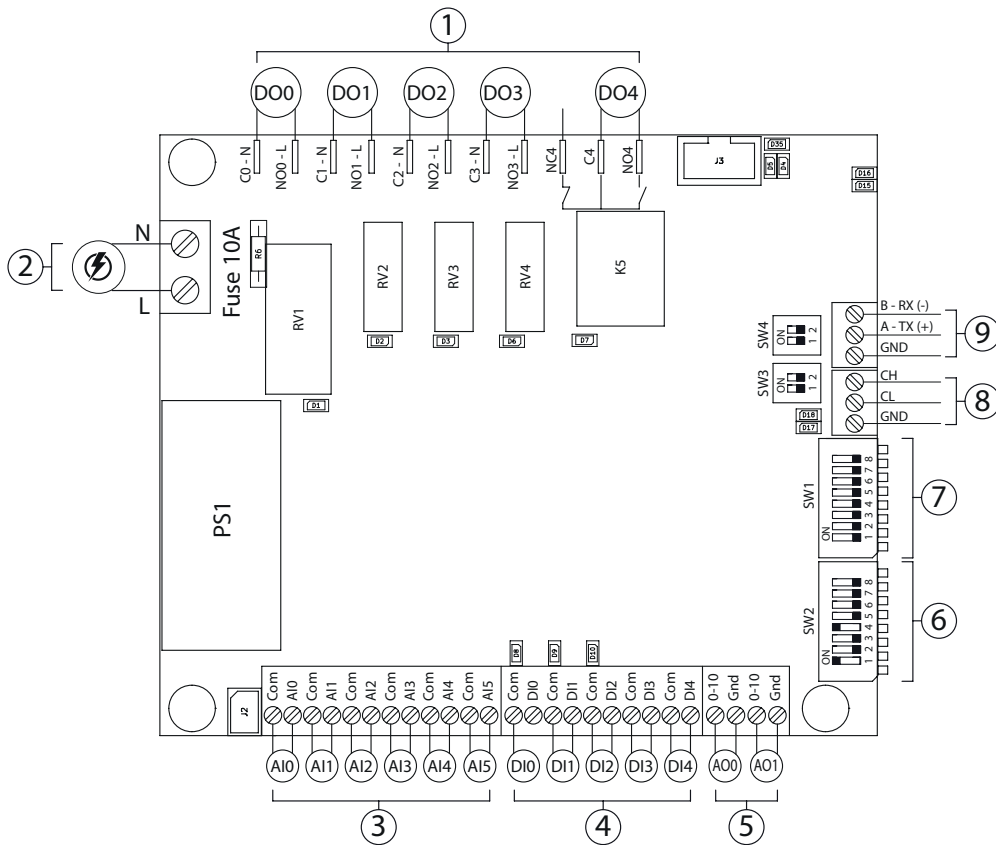 1
DO0 DO1 DO2 DO3 DO4
C0 - N
NO0 - L
C1 - N
NO1 - L
C2 - N
NO2 - L
C3 - N
NO3 - L
NC4
C4
NO4
J3
D35
D5
D4
D16
D15
2
N
L
Fuse 10A
R6
RV1
RV2
RV3
RV4
K5
D1
D2
D3
D6
D7
SW4
ON
1 2
SW3
ON
1 2
B - RX (-)
A - TX (+)
GND
9
CH
CL
GND
8
D18
D17
PS1
SW1
ON
1 2 3 4 5 6 7 8
7
SW2
ON
1 2 3 4 5 6 7 8
6
D8
D9
D10
J2
Com AI0 Com AI1 Com AI2 Com AI3 Com AI4 Com AI5
Com DI0 Com DI1 Com DI2 Com DI3 Com DI4
0-10 Gnd 0-10 Gnd
AI0 AI1 AI2 AI3 AI4 AI5 DI0 DI1 DI2 DI3 DI4 AO0 AO1
3 4 5